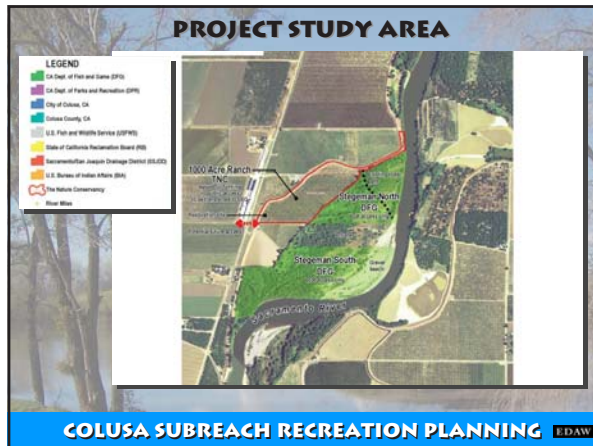 PROJECT STUDY AREA
LEGEND
CA Dept. of Fish and Game (DFG)
CA Dept. of Parks and Recreation (DPR)
City of Colusa, CA
Colusa County, CA
U.S. Fish and Wildlife Service (USFWS)
State of California Reclamation Board (RB)
Sacramento/San Joaquin Drainage District (SSJDD)
U.S. Bureau of Indian Affairs (BIA)
The Nature Conservancy
River Miles
1000 Acre Ranch
TNC
Stegeman North
DFG
Stegeman South
DFG
Gravel
beach
Sacramento River
COLUSA SUBREACH RECREATION PLANNING EDAW